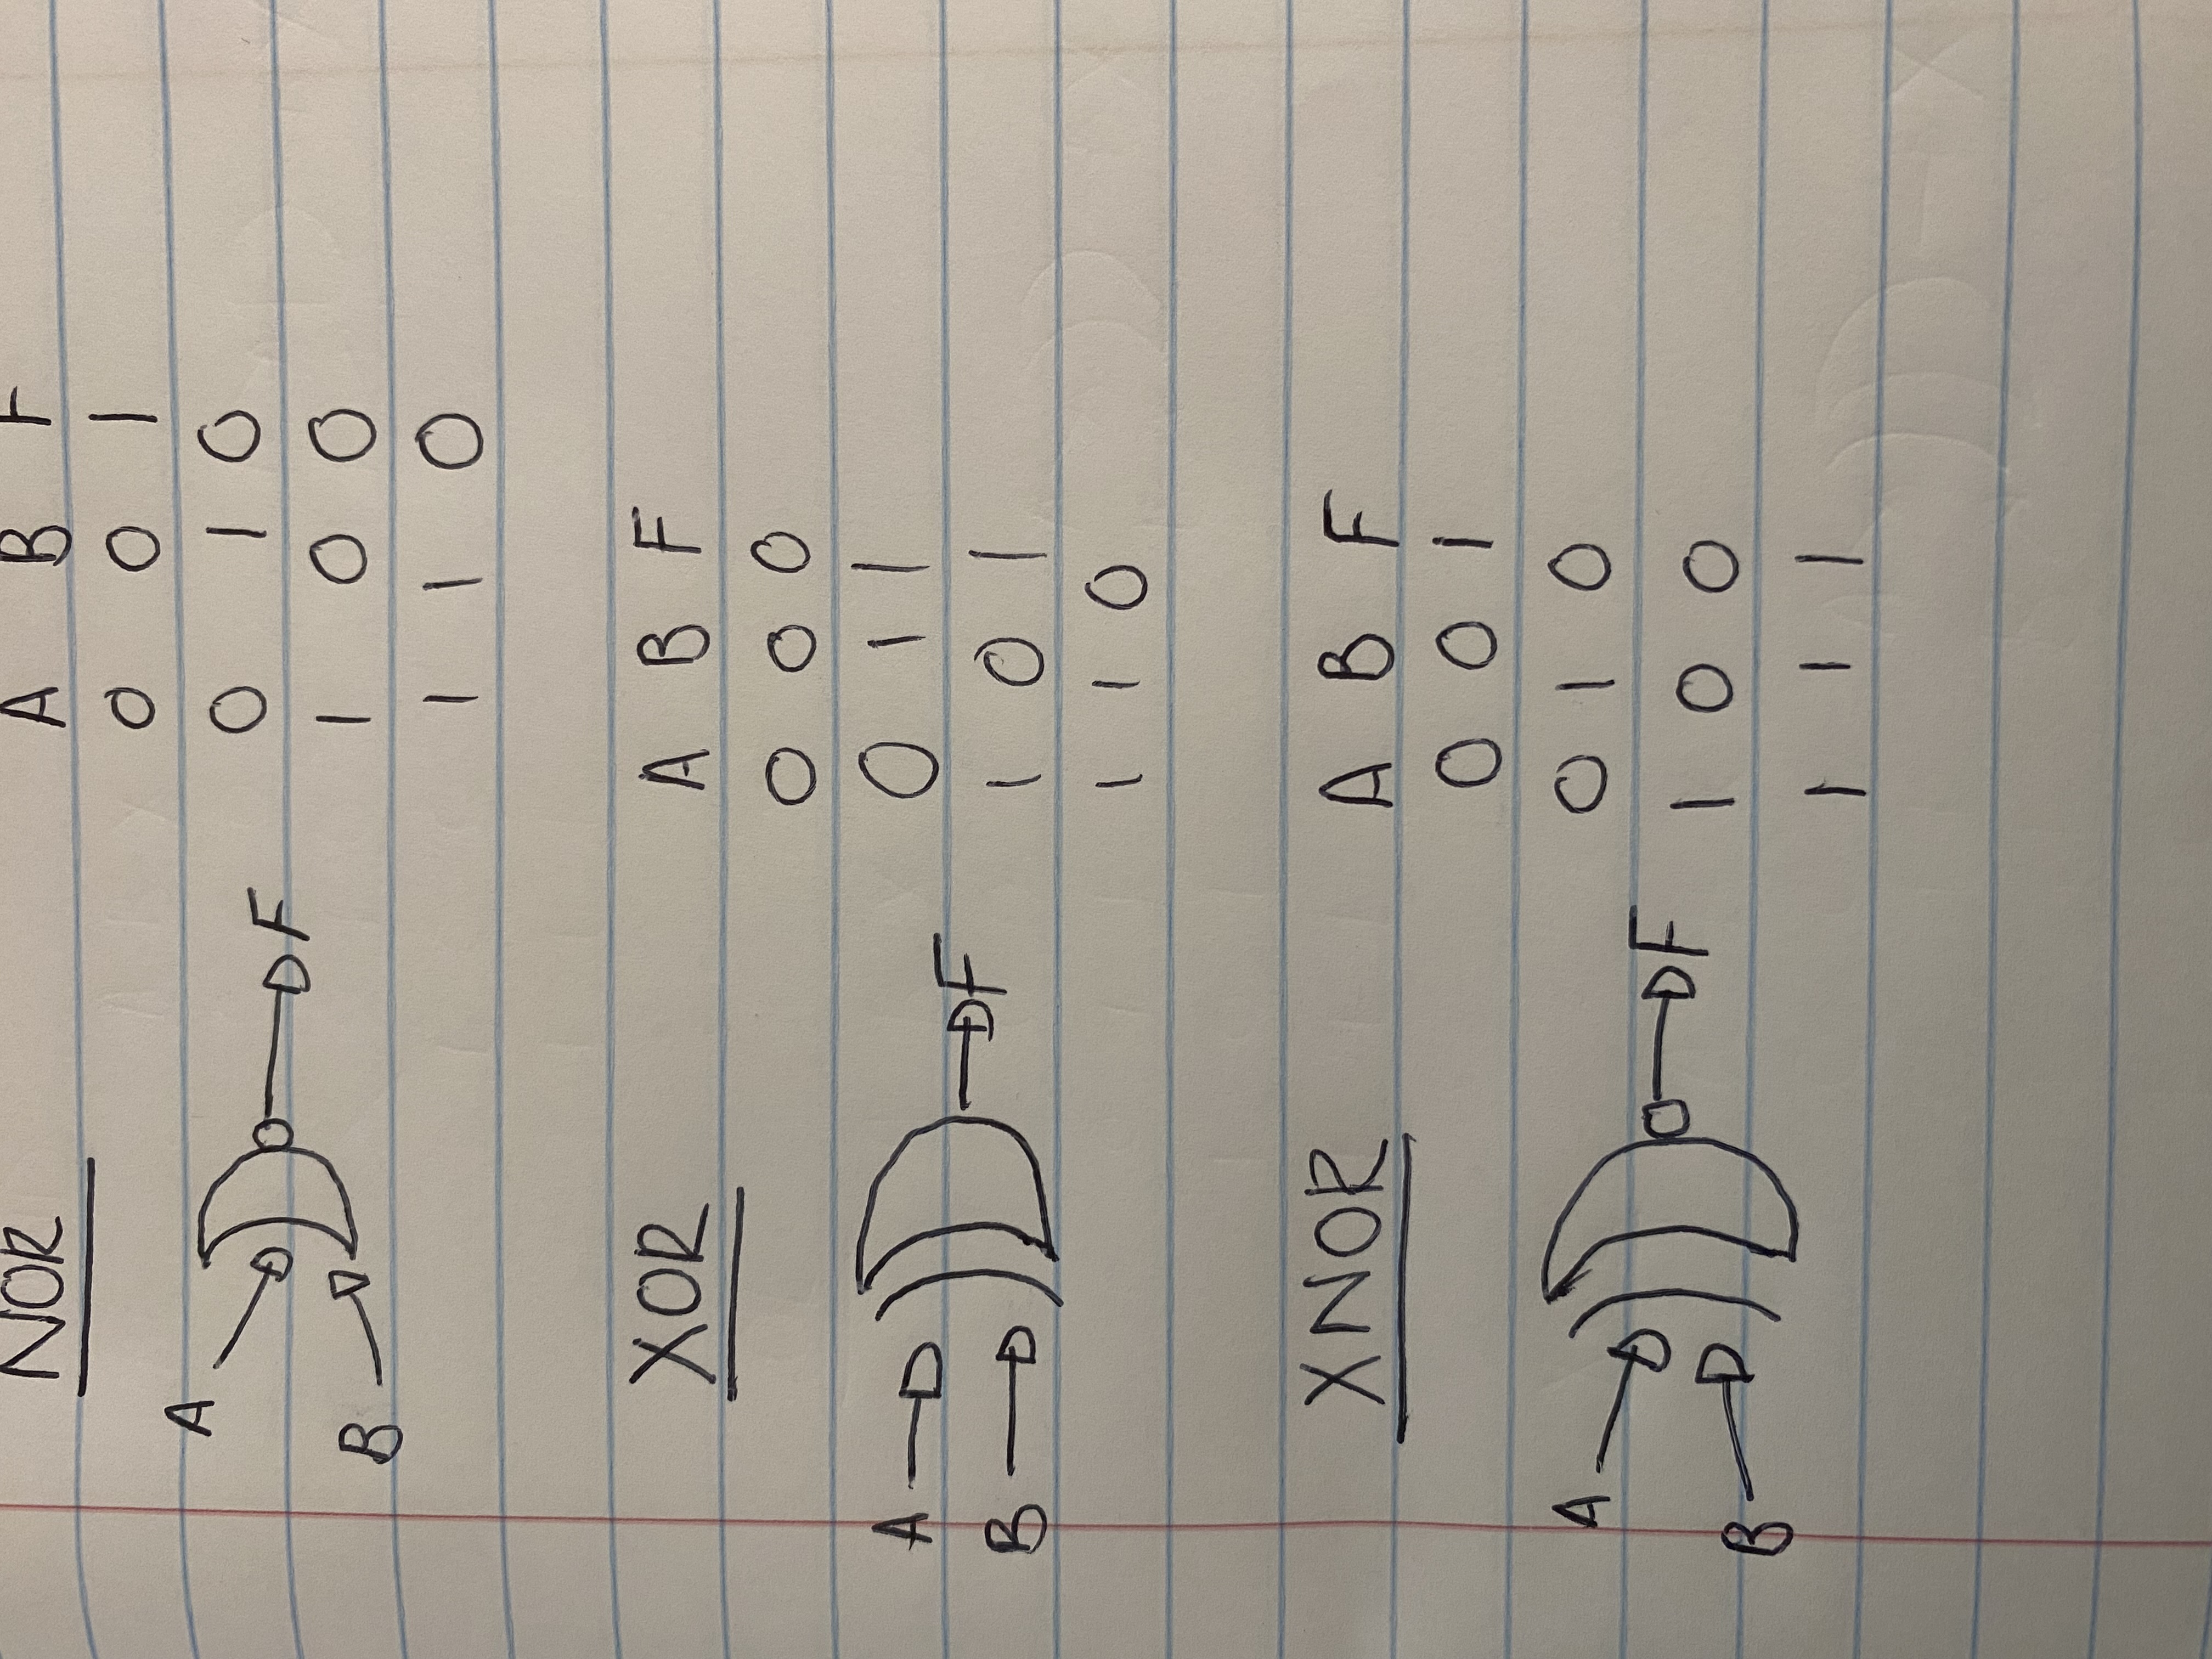 NOR A B F
0 0 1
A 0 1 0
F
B 1 0 0
1 1 0
XOR A B F
0 0 0
A 0 1 1
F
B 1 0 1
1 1 0
XNOR A B F
0 0 1
A 0 1 0
F
B 1 0 0
1 1 1